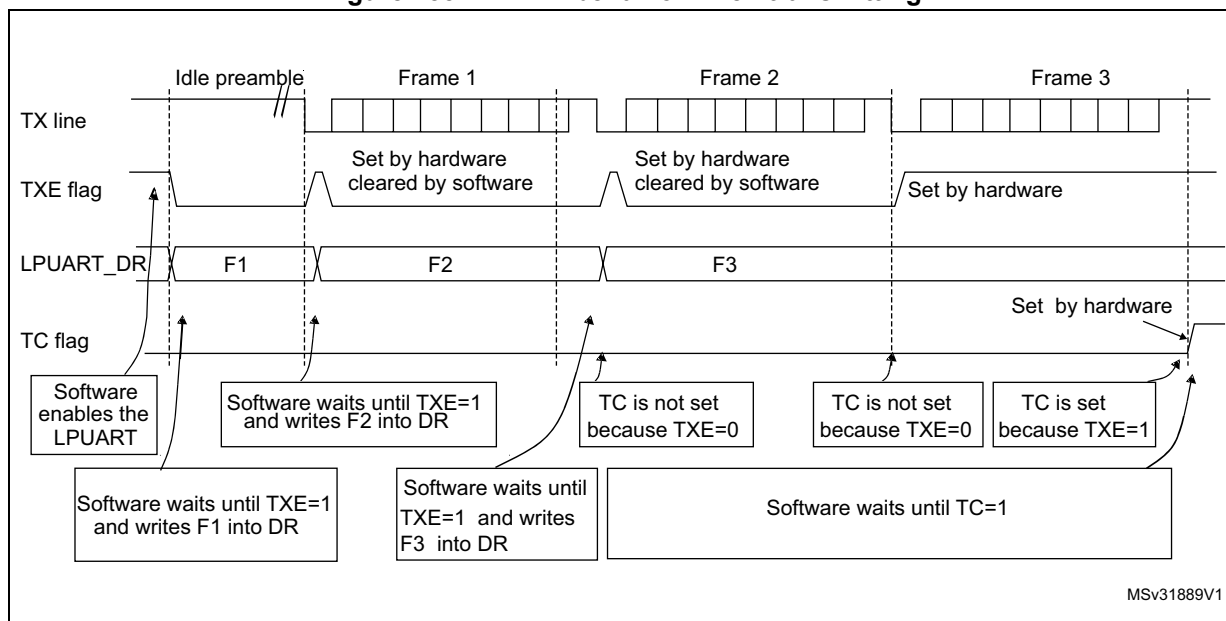 Idle preamble
Frame 1
Frame 2
Frame 3
TX line
Set by hardware
cleared by software
Set by hardware
cleared by software
TXE flag
Set by hardware
LPUART_DR
F1
F2
F3
Set by hardware
TC flag
Software
enables the
LPUART
Software waits until TXE=1
and writes F2 into DR
TC is not set
because TXE=0
TC is not set
because TXE=0
TC is set
because TXE=1
Software waits until TXE=1
and writes F1 into DR
Software waits until
TXE=1 and writes
F3 into DR
Software waits until TC=1
MSv31889V1